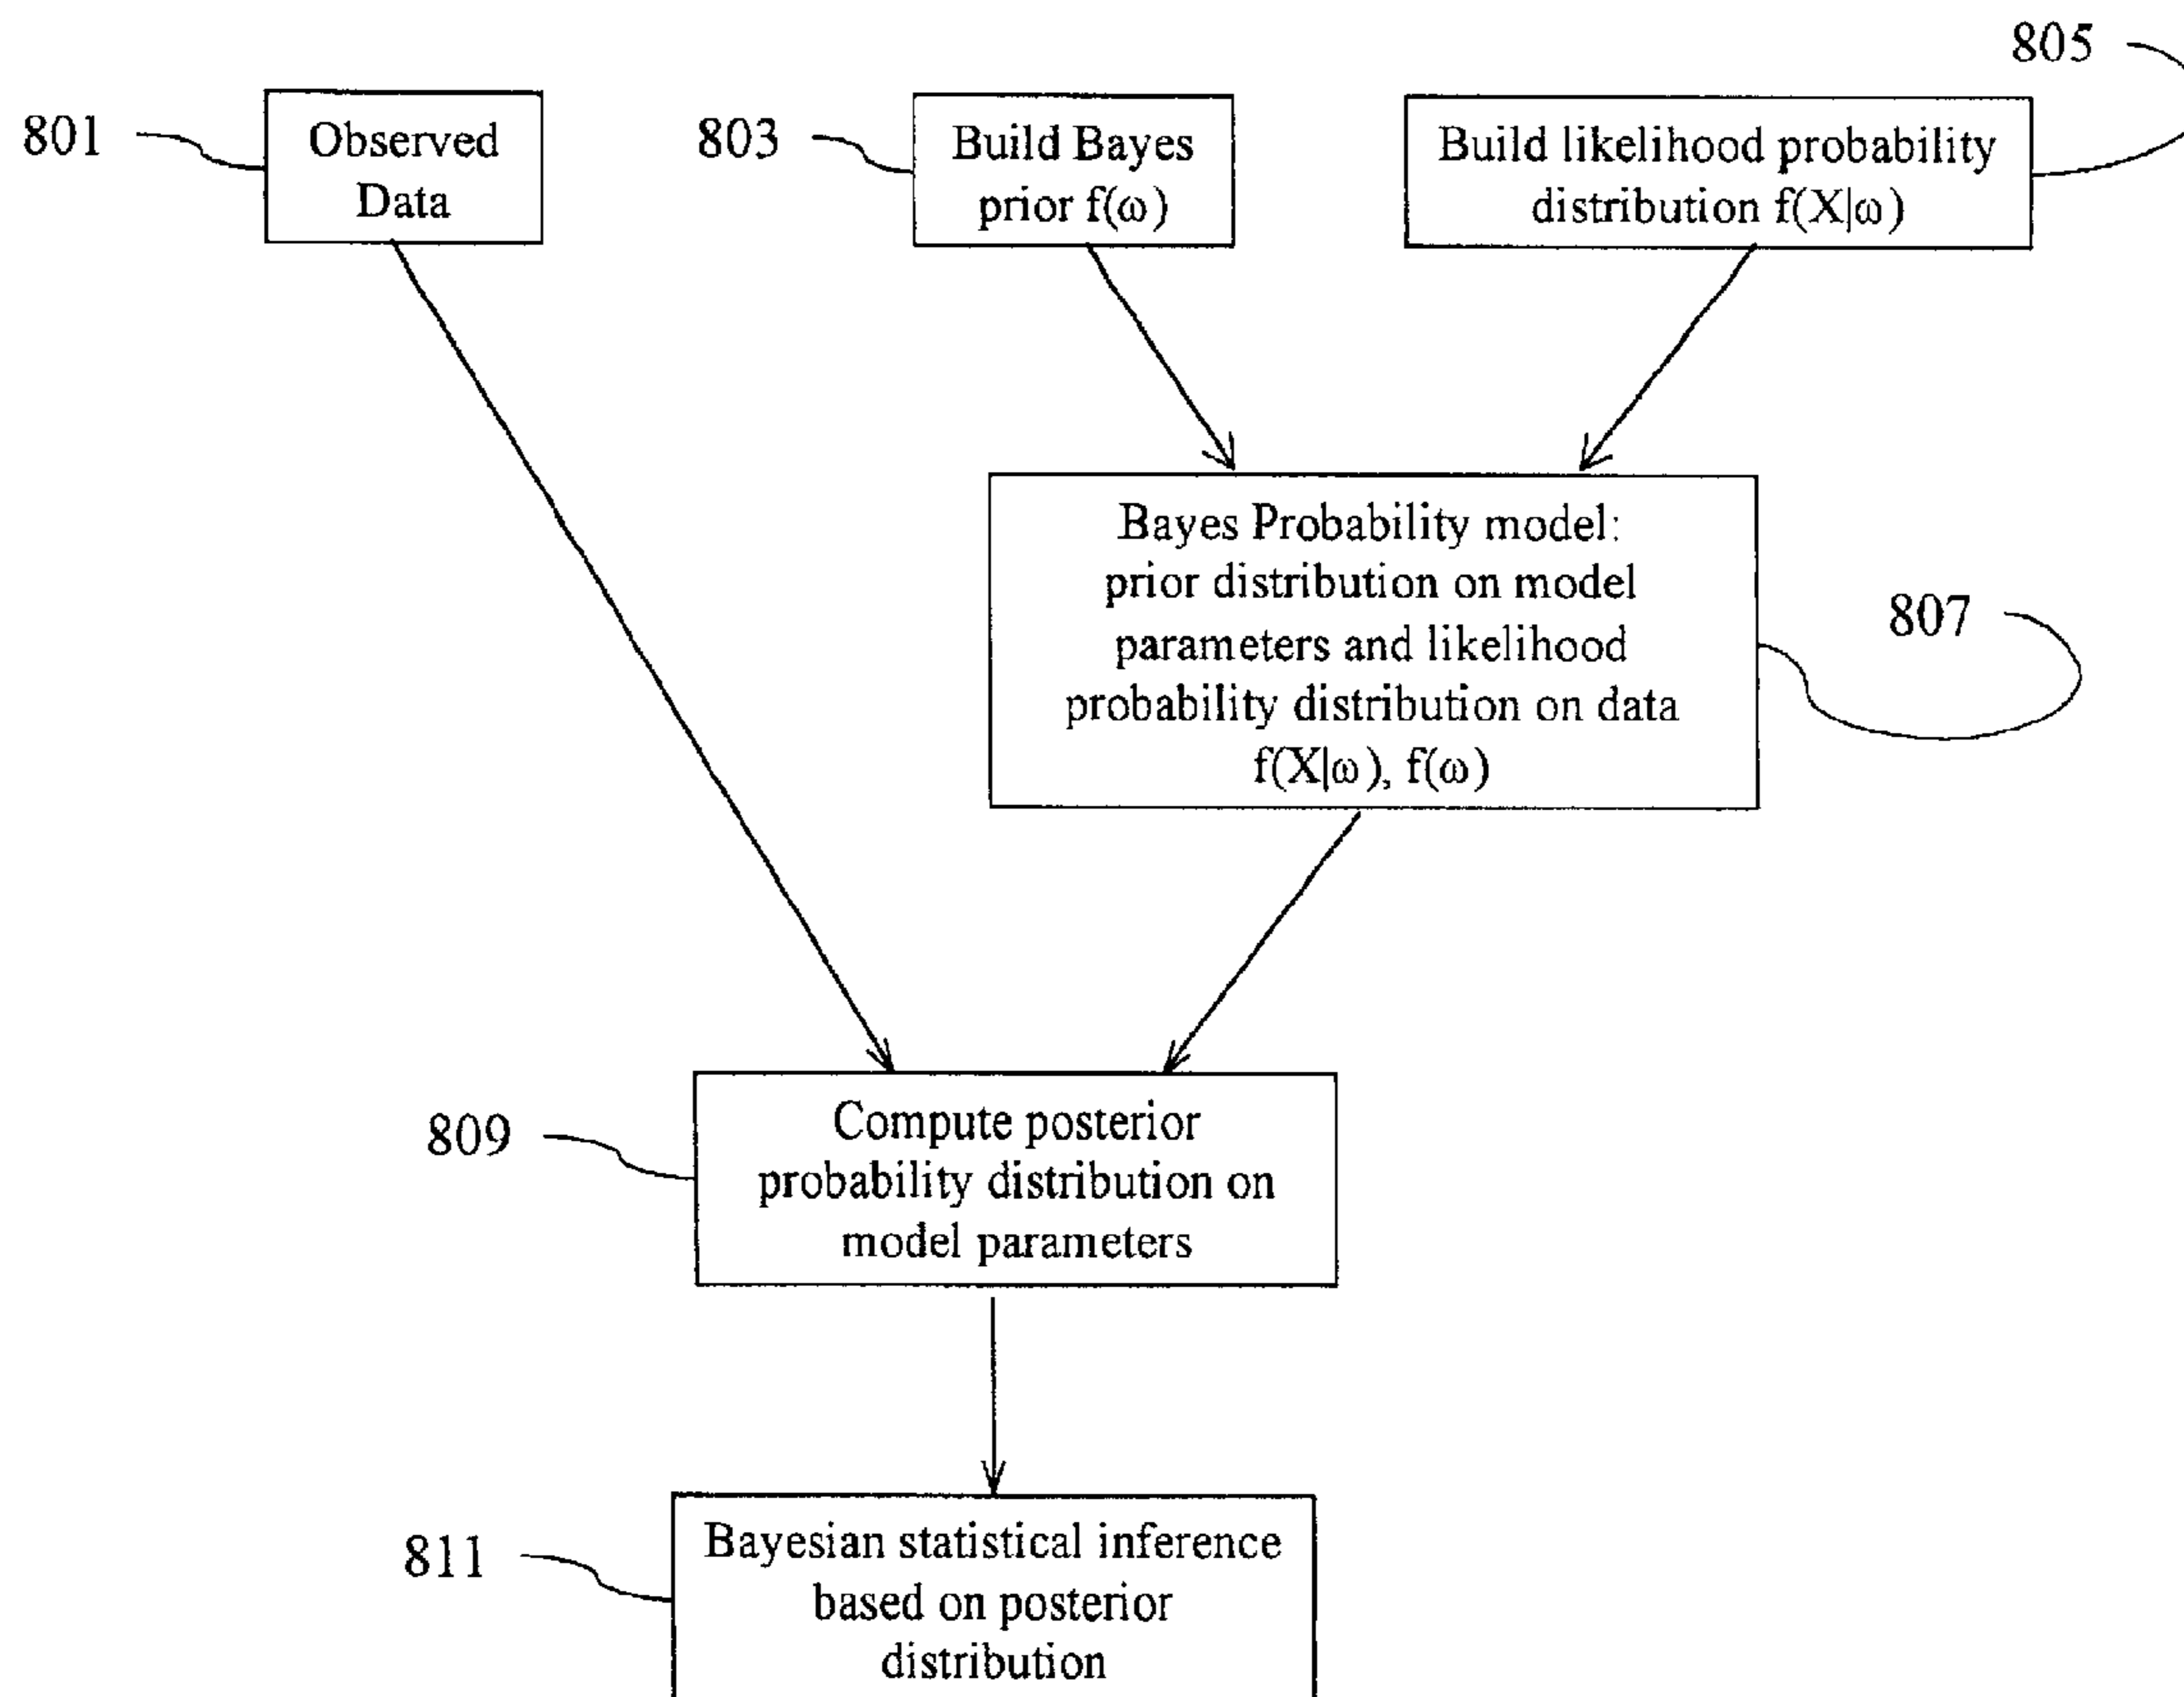 805
801
Observed
Data
803
Build Bayes
prior f(ω)
Build likelihood probability
distribution f(X|ω)
Bayes Probability model:
prior distribution on model
parameters and likelihood
probability distribution on data
f(X|ω), f(ω)
807
809
Compute posterior
probability distribution on
model parameters
811
Bayesian statistical inference
based on posterior
distribution